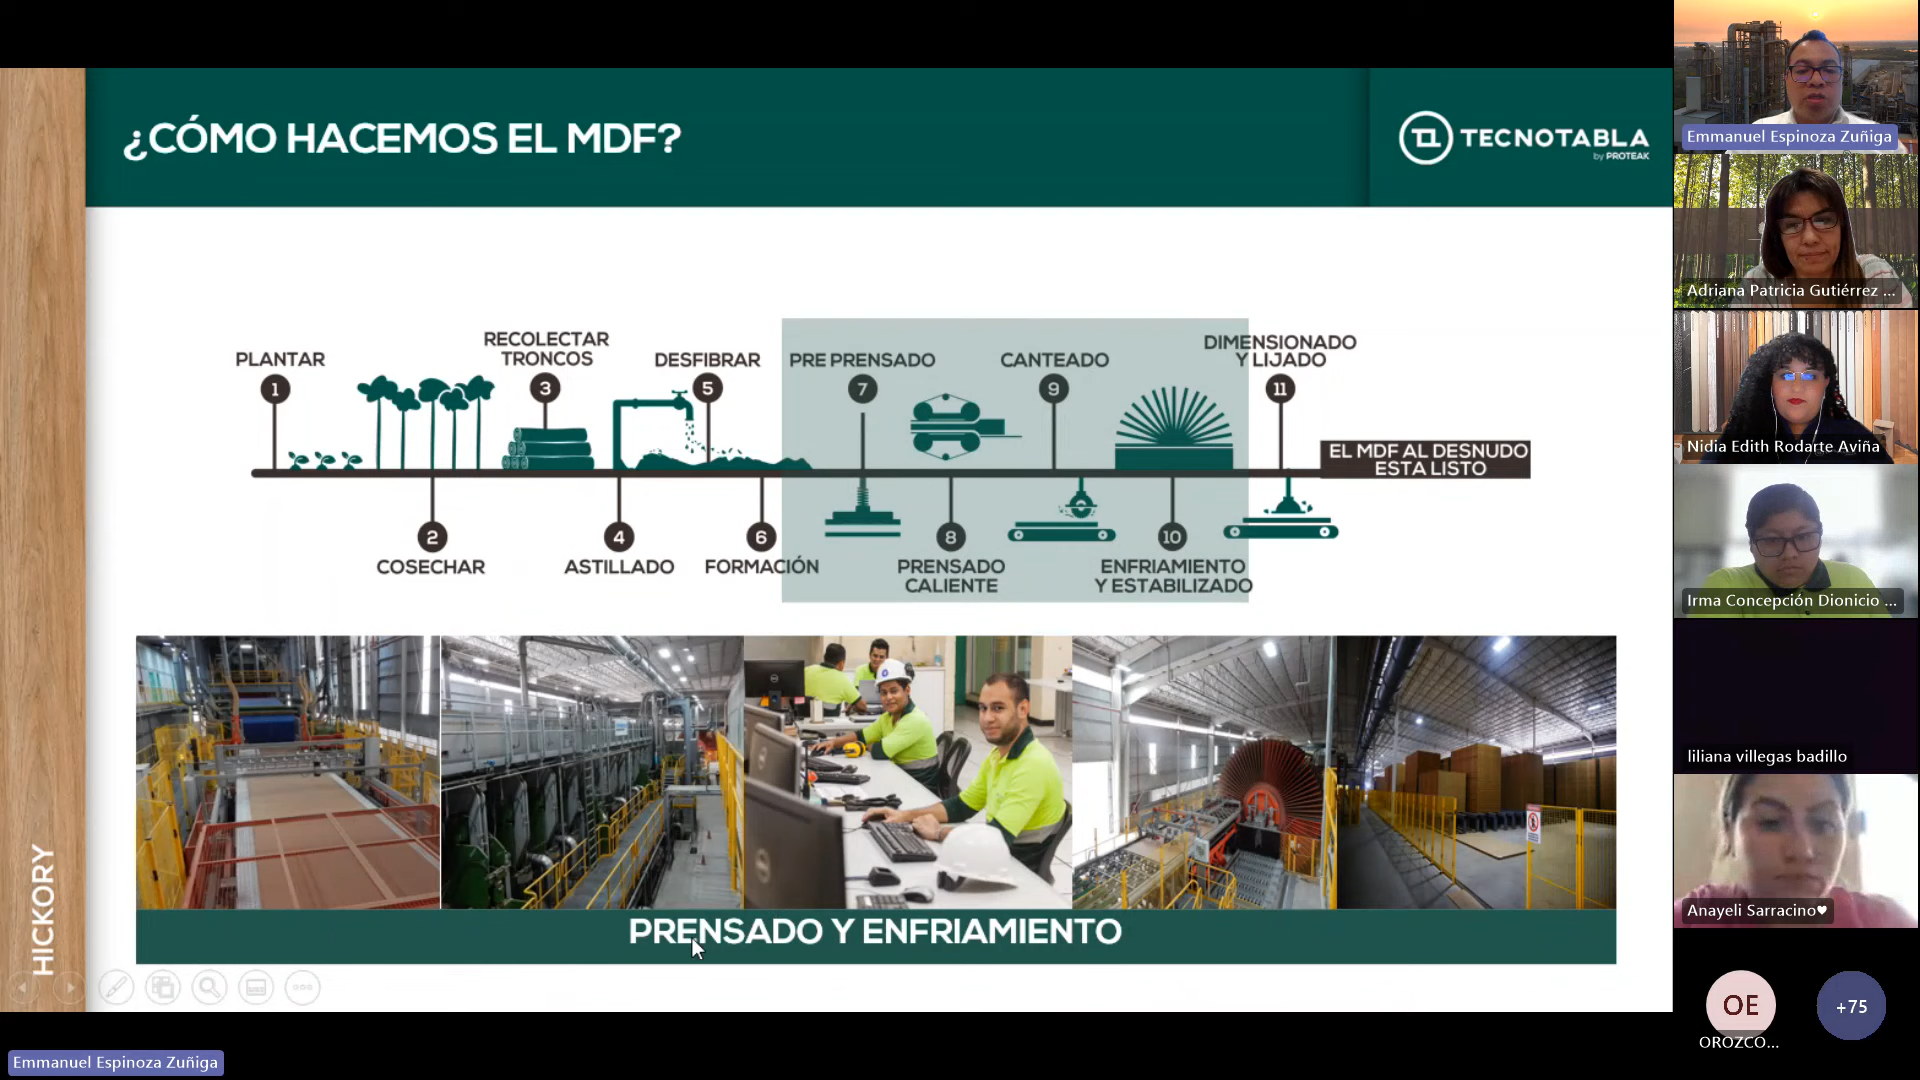 ¿CÓMO HACEMOS EL MDF?
TECNOTABLA
by PROTEAK
PLANTAR
1
RECOLECTAR
TRONCOS
3
DESFIBRAR
5
PRE PRENSADO
7
CANTEADO
9
DIMENSIONADO
Y LIJADO
11
EL MDF AL DESNUDO
ESTA LISTO
2
COSECHAR
4
ASTILLADO
6
FORMACIÓN
8
PRENSADO
CALIENTE
10
ENFRIAMIENTO
Y ESTABILIZADO
PRENSADO Y ENFRIAMIENTO
HICKORY
Emmanuel Espinoza Zuñiga
Emmanuel Espinoza Zuñiga
Adriana Patricia Gutiérrez ...
Nidia Edith Rodarte Aviña
Irma Concepción Dionicio ...
liliana villegas badillo
Anayeli Sarracino♥
OE
OROZCO...
+75